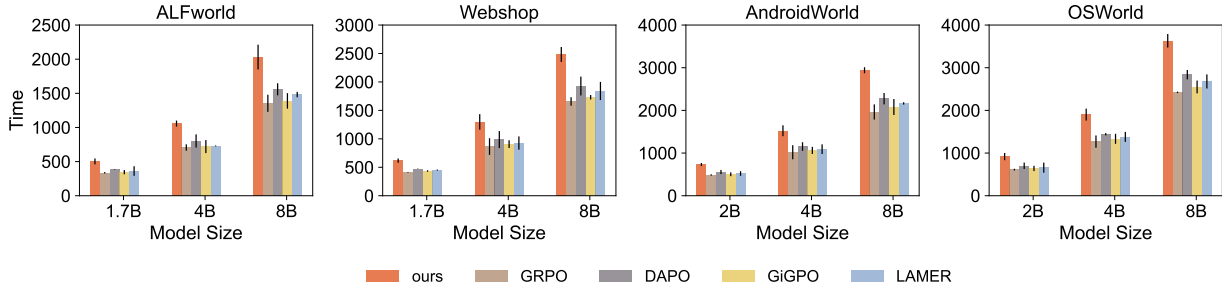 ALFworld
Webshop
AndroidWorld
OSWorld
Time
2500
2000
1500
1000
500
0
1.7B
4B
8B
Model Size
3000
2500
2000
1500
1000
500
0
1.7B
4B
8B
Model Size
4000
3000
2000
1000
0
2B
4B
8B
Model Size
4000
3000
2000
1000
0
2B
4B
8B
Model Size
ours
GRPO
DAPO
GiGPO
LAMER